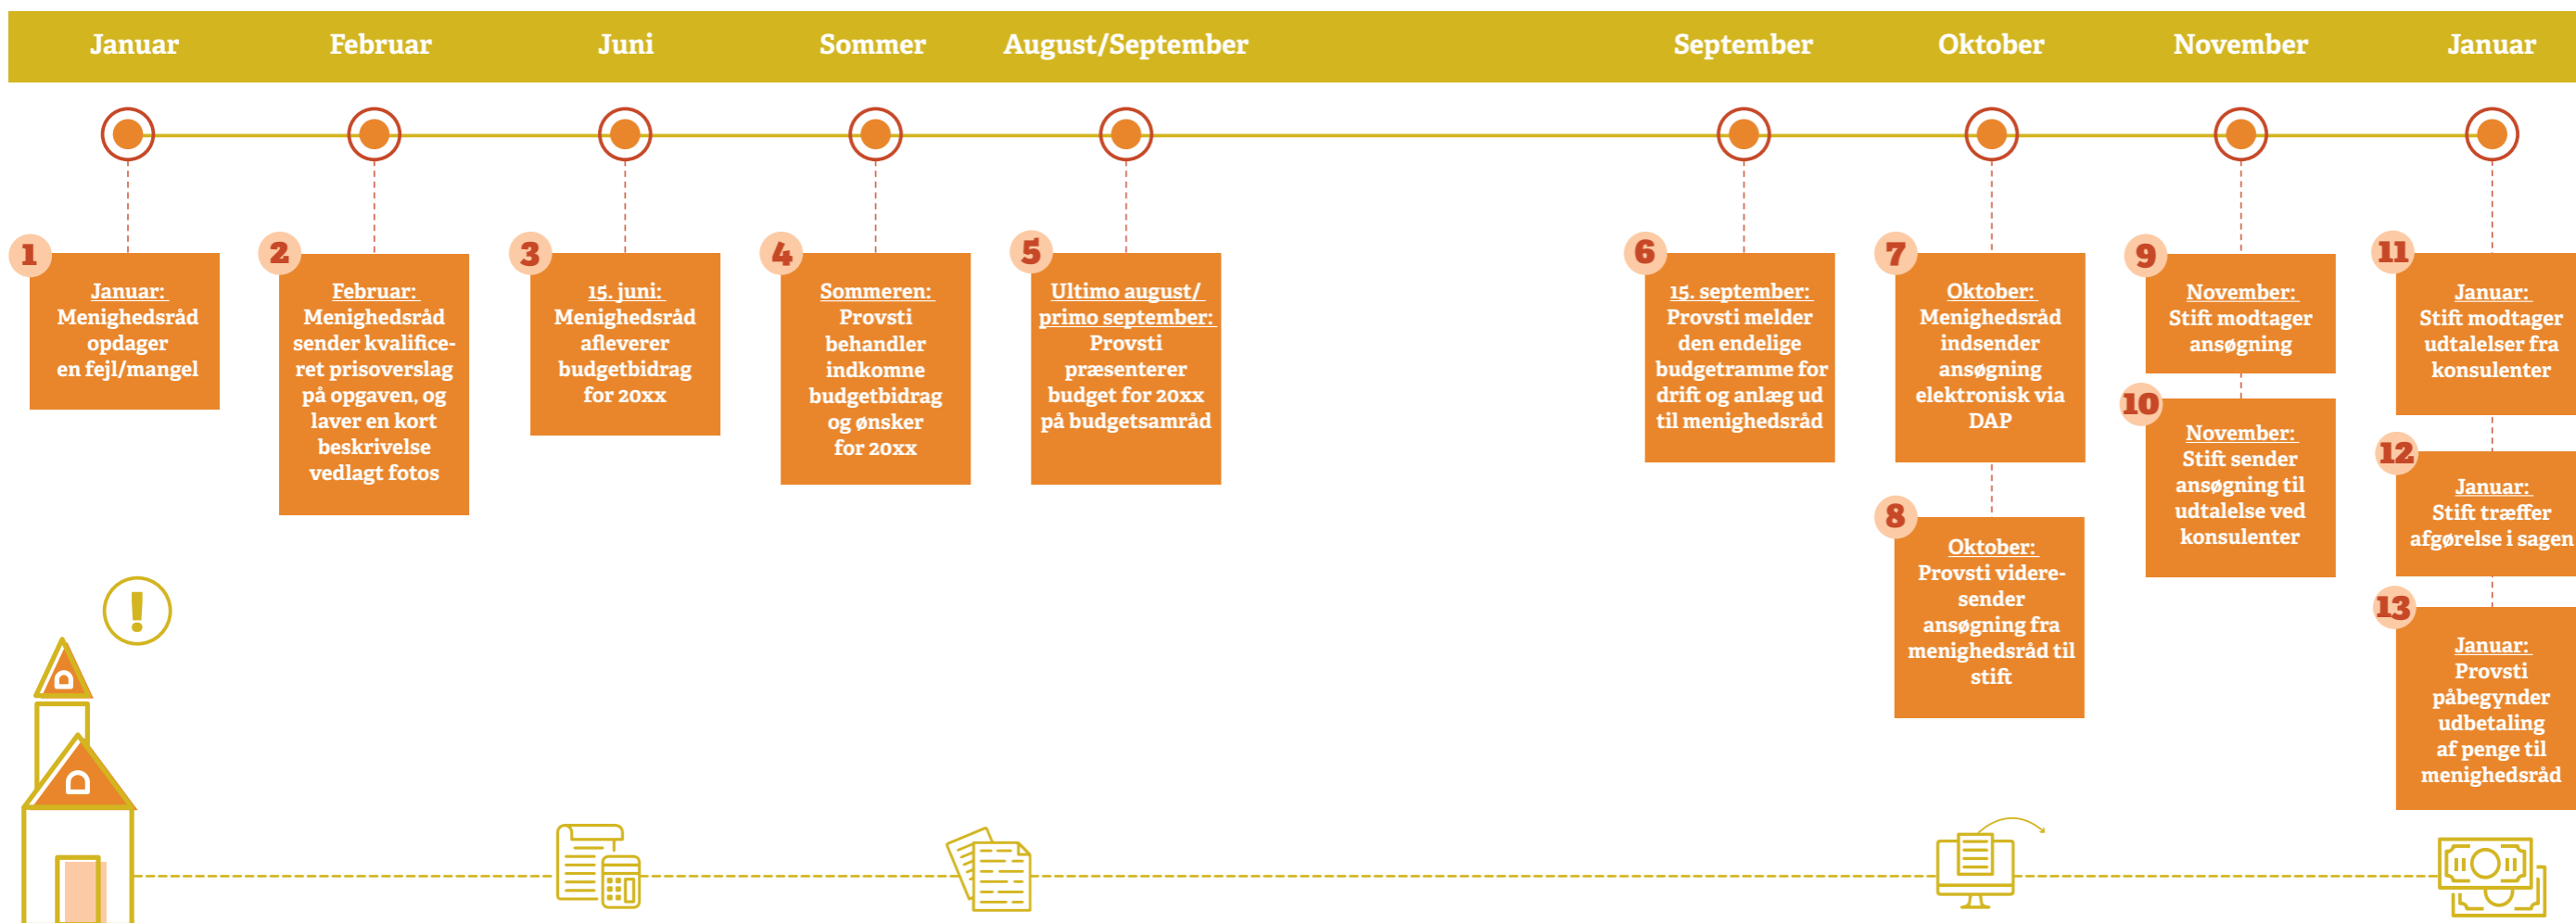 Januar
Februar
Juni
Sommer
August/September
September
Oktober
November
Januar
1
Januar:
Menighedsråd
opdager
en fejl/mangel
2
Februar:
Menighedsråd
sender kvalifice-
ret prisoverslag
på opgaven, og
laver en kort
beskrivelse
vedlagt fotos
3
15. juni:
Menighedsråd
afleverer
budgetbidrag
for 20xx
4
Sommeren:
Provsti
behandler
indkomne
budgetbidrag
og ønsker
for 20xx
5
Ultimo august/
primo september:
Provsti
præsenterer
budget for 20xx
på budgetsamråd
6
15. september:
Provsti melder
den endelige
budgetramme for
drift og anlæg ud
til menighedsråd
7
Oktober:
Menighedsråd
indsender
ansøgning
elektronisk via
DAP
8
Oktober:
Provsti videre-
sender
ansøgning fra
menighedsråd til
stift
9
November:
Stift modtager
ansøgning
10
November:
Stift sender
ansøgning til
udtalelse ved
konsulenter
11
Januar:
Stift modtager
udtalelser fra
konsulenter
12
Januar:
Stift træffer
afgørelse i sagen
13
Januar:
Provsti
påbegynder
udbetaling
af penge til
menighedsråd